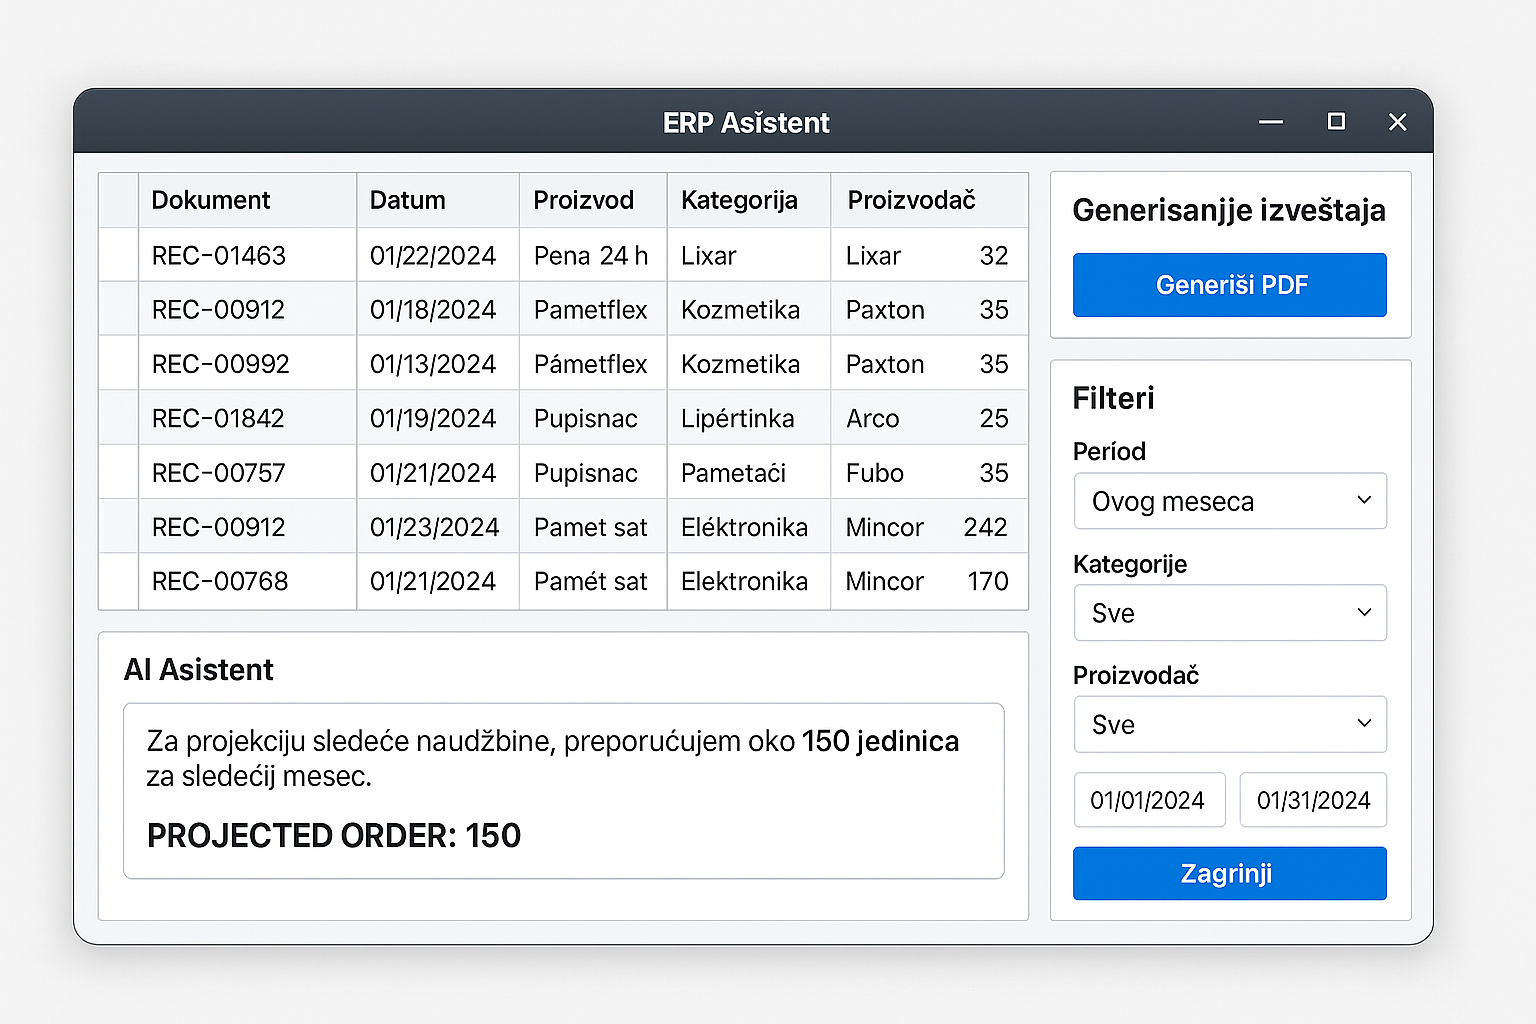 ERP Asištent
Dokument Datum Proizvod Kategorija Proizvodač
REC-01463 01/22/2024 Pena 24 h Lixar Lixar 32
REC-00912 01/18/2024 Pametflex Kozmetika Paxton 35
REC-00992 01/13/2024 Pámetflex Kozmetika Paxton 35
REC-01842 01/19/2024 Pupisnac Lipértinka Arco 25
REC-00757 01/21/2024 Pupisnac Pametaći Fubo 35
REC-00912 01/23/2024 Pamet sat Eléktronika Mincor 242
REC-00768 01/21/2024 Pamét sat Elektronika Mincor 170
AI Asistent
Za projekciju sledeće naudžbine, preporućujem oko 150 jedinica
za sledećij mesec.
PROJECTED ORDER: 150
Generisanjje izveštaja
Generiši PDF
Filteri
Períod
Ovog meseca
Kategorije
Sve
Proizvodač
Sve
01/01/2024 01/31/2024
Zagrinji